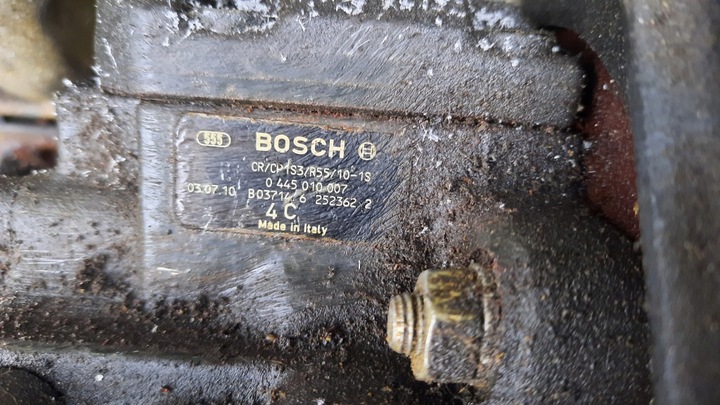 555 BOSCH
CR/CP1S3/R55/10-1S
0 445 010 007
03.07.10 B03714.6 252362 2
4 C
Made in Italy